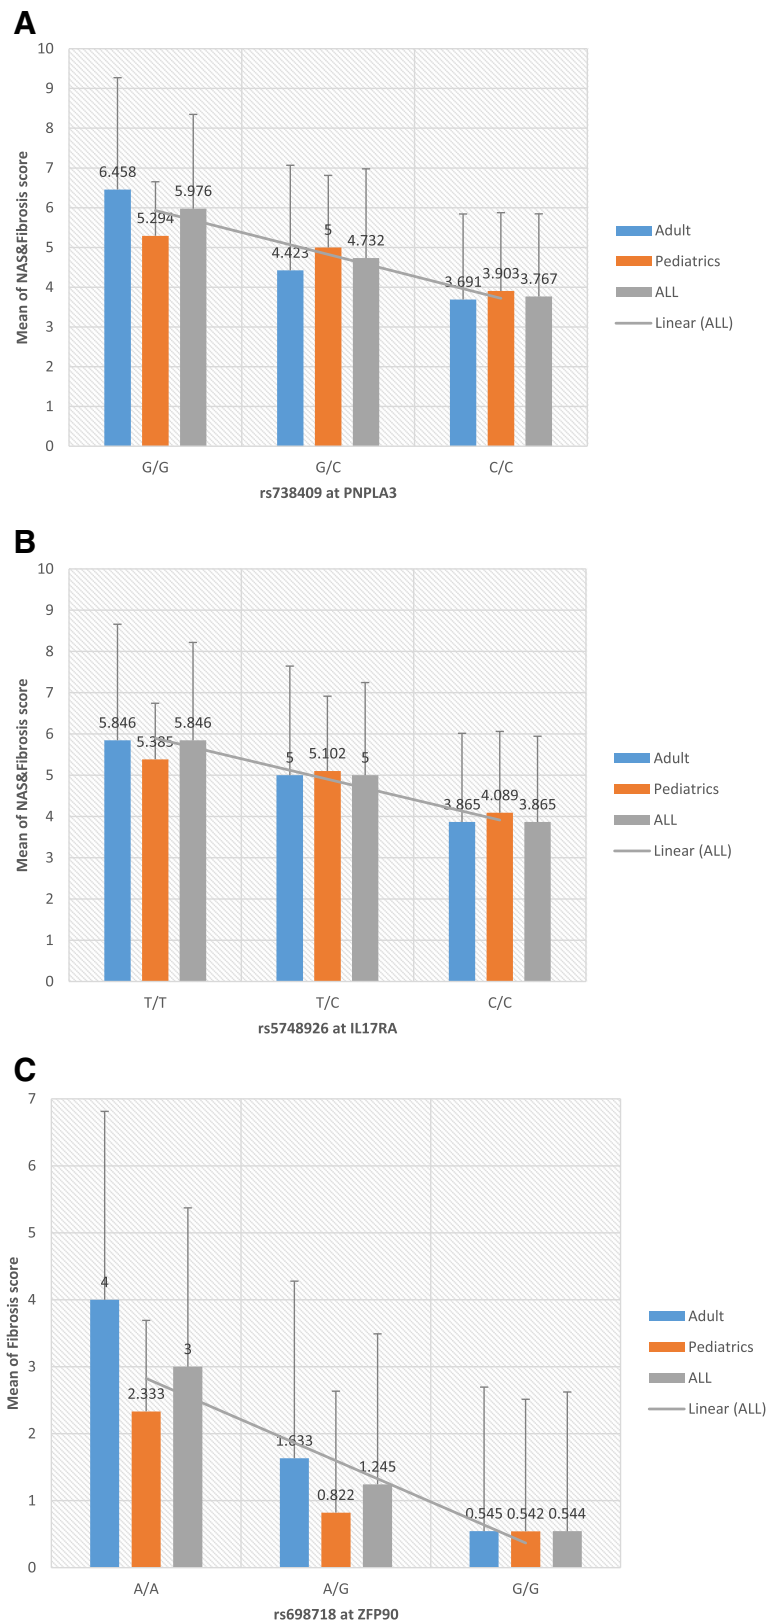 A
10
9
8
7
6
5
4
3
2
1
0
Mean of NAS&Fibrosis score
6.458
5.294
5.976
4.423
5
4.732
3.691
3.903
3.767
G/G
G/C
C/C
rs738409 at PNPLA3
Adult
Pediatrics
ALL
Linear (ALL)
B
10
9
8
7
6
5
4
3
2
1
0
Mean of NAS&Fibrosis score
5.846
5.385
5.846
5
5.102
5
3.865
4.089
3.865
T/T
T/C
C/C
rs5748926 at IL17RA
Adult
Pediatrics
ALL
Linear (ALL)
C
7
6
5
4
3
2
1
0
Mean of Fibrosis score
4
2.333
3
1.633
0.822
1.245
0.545
0.542
0.544
A/A
A/G
G/G
rs698718 at ZFP90
Adult
Pediatrics
ALL
Linear (ALL)